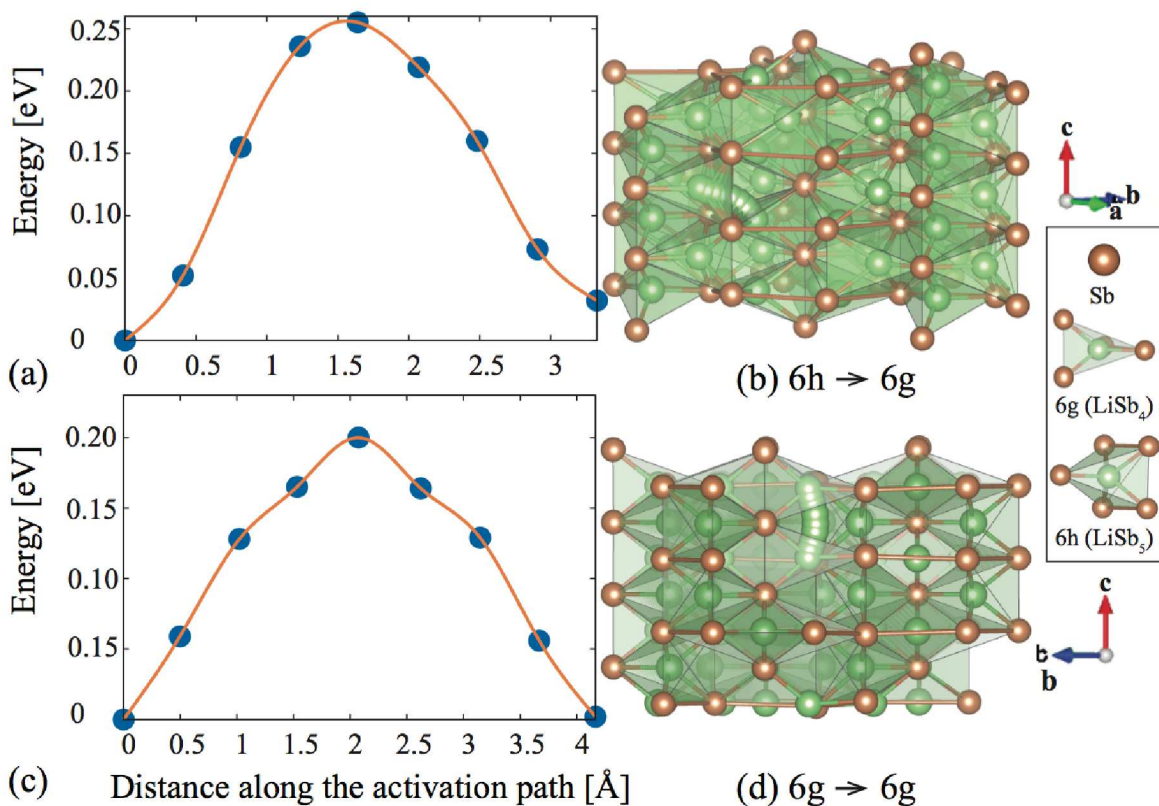 0.25
0.20
0.15
0.10
0.05
0
Energy [eV]
0 0.5 1 1.5 2 2.5 3
(a)
(b) 6h → 6g
c
b
a
Sb
6g (LiSb4)
6h (LiSb5)
0.20
0.15
0.10
0.15
0
Energy [eV]
0 0.5 1 1.5 2 2.5 3 3.5 4
(c)
Distance along the activation path [Å]
(d) 6g → 6g
c
b